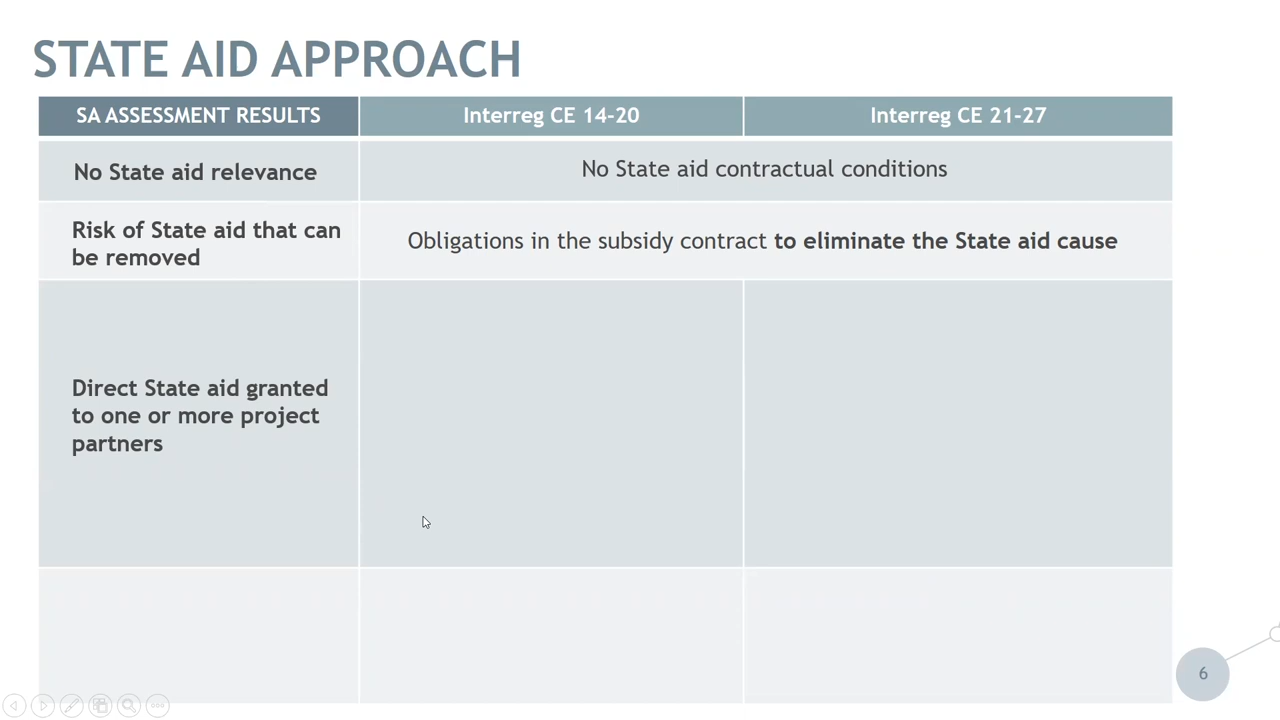 STATE AID APPROACH
SA ASSESSMENT RESULTS
Interreg CE 14-20
Interreg CE 21-27
No State aid relevance
No State aid contractual conditions
Risk of State aid that can
be removed
Obligations in the subsidy contract to eliminate the State aid cause
Direct State aid granted
to one or more project
partners
6